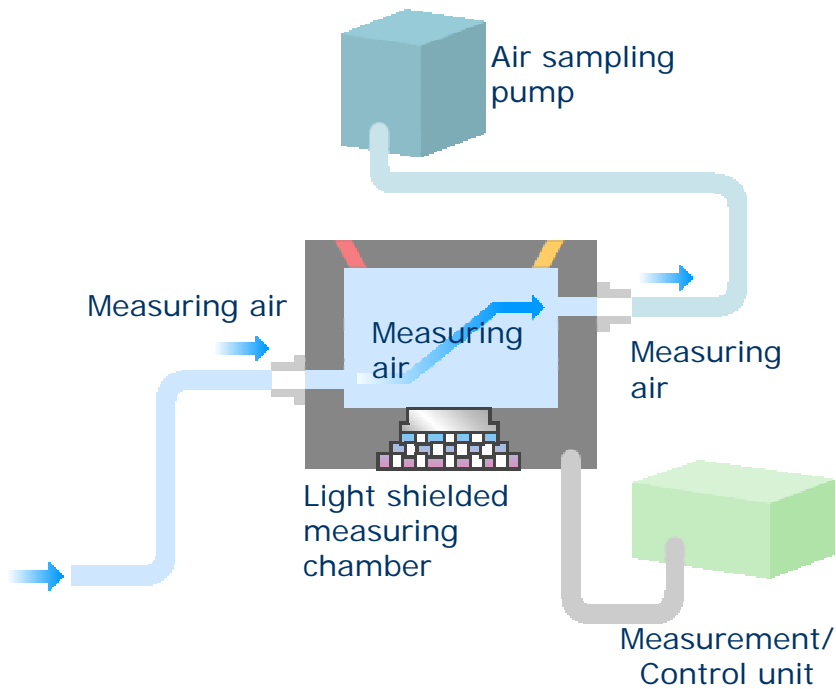 Air sampling
pump
Measuring air
Measuring
air
Measuring
air
Light shielded
measuring
chamber
Measurement/
Control unit